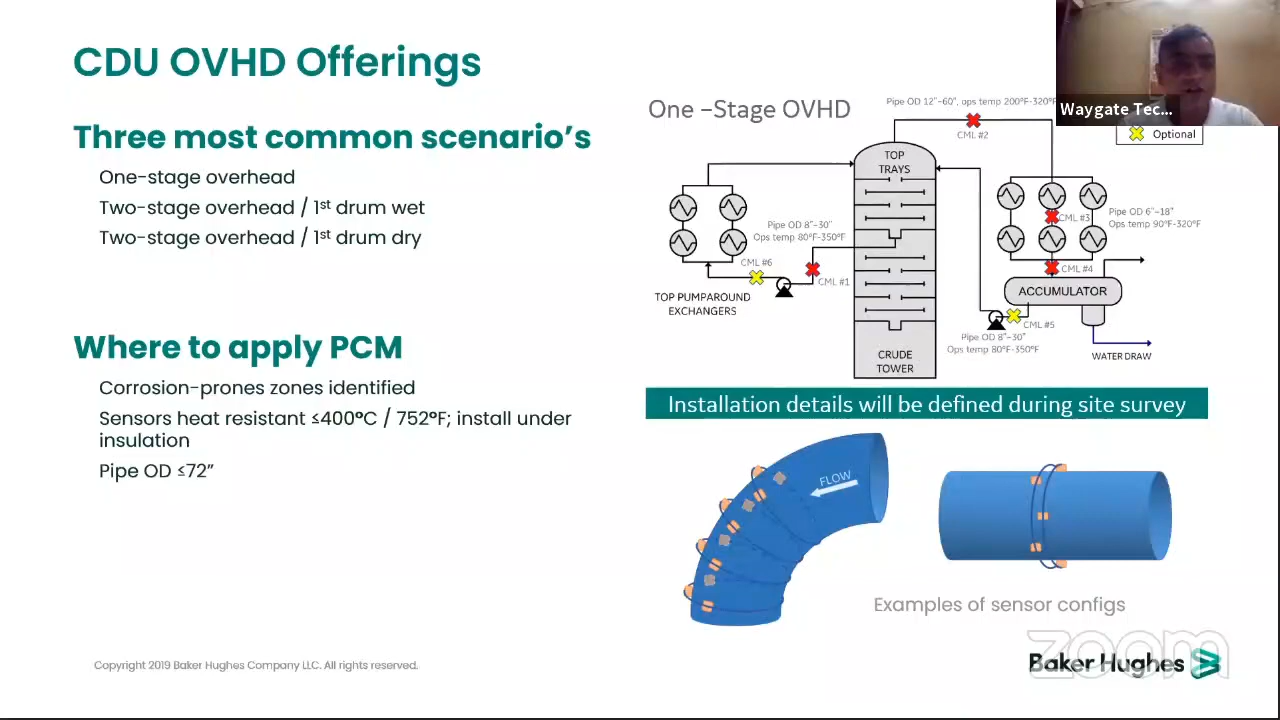 CDU OVHD Offerings
Three most common scenario's
One-stage overhead
Two-stage overhead / 1st drum wet
Two-stage overhead / 1st drum dry
Where to apply PCM
Corrosion-prones zones identified
Sensors heat resistant ≤400°C / 752°F; install under
insulation
Pipe OD ≤72”
One –Stage OVHD
Pipe OD 12"-60", ops temp 200°F-320°F
Waygate Tec...
Optional
CML #2
TOP
TRAYS
Pipe OD 8"-30"
Ops temp 80°F-350°F
CML #6
CML #1
TOP PUMPAROUND
EXCHANGERS
CML #3
Pipe OD 6"-18"
Ops temp 90°F-320°F
CML #4
ACCUMULATOR
CML #5
Pipe OD 8"-30"
Ops temp 80°F-350°F
WATER DRAW
CRUDE
TOWER
Installation details will be defined during site survey
FLOW
Examples of sensor configs
Copyright 2019 Baker Hughes Company LLC. All rights reserved.
zoom
Baker Hughes